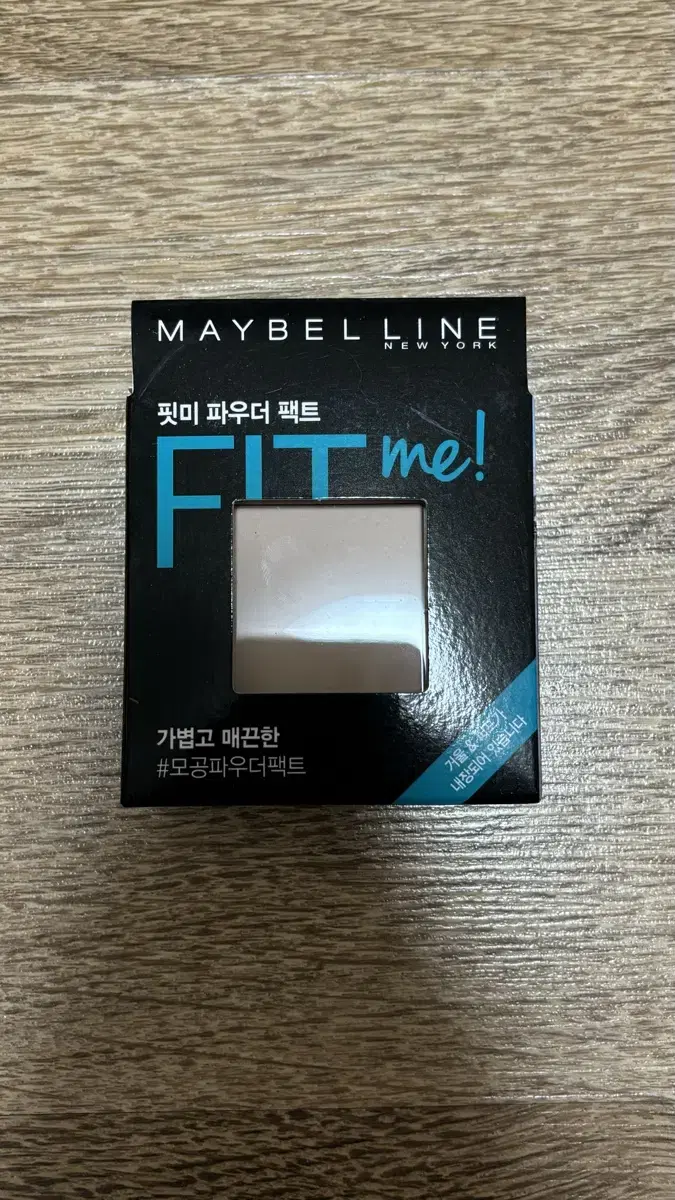 MAYBELLINE
NEW YORK
핏미 파우더 팩트
FIT me!
가볍고 매끈한
#모공파우더팩트
거울 & 퍼프가
내장되어 있습니다